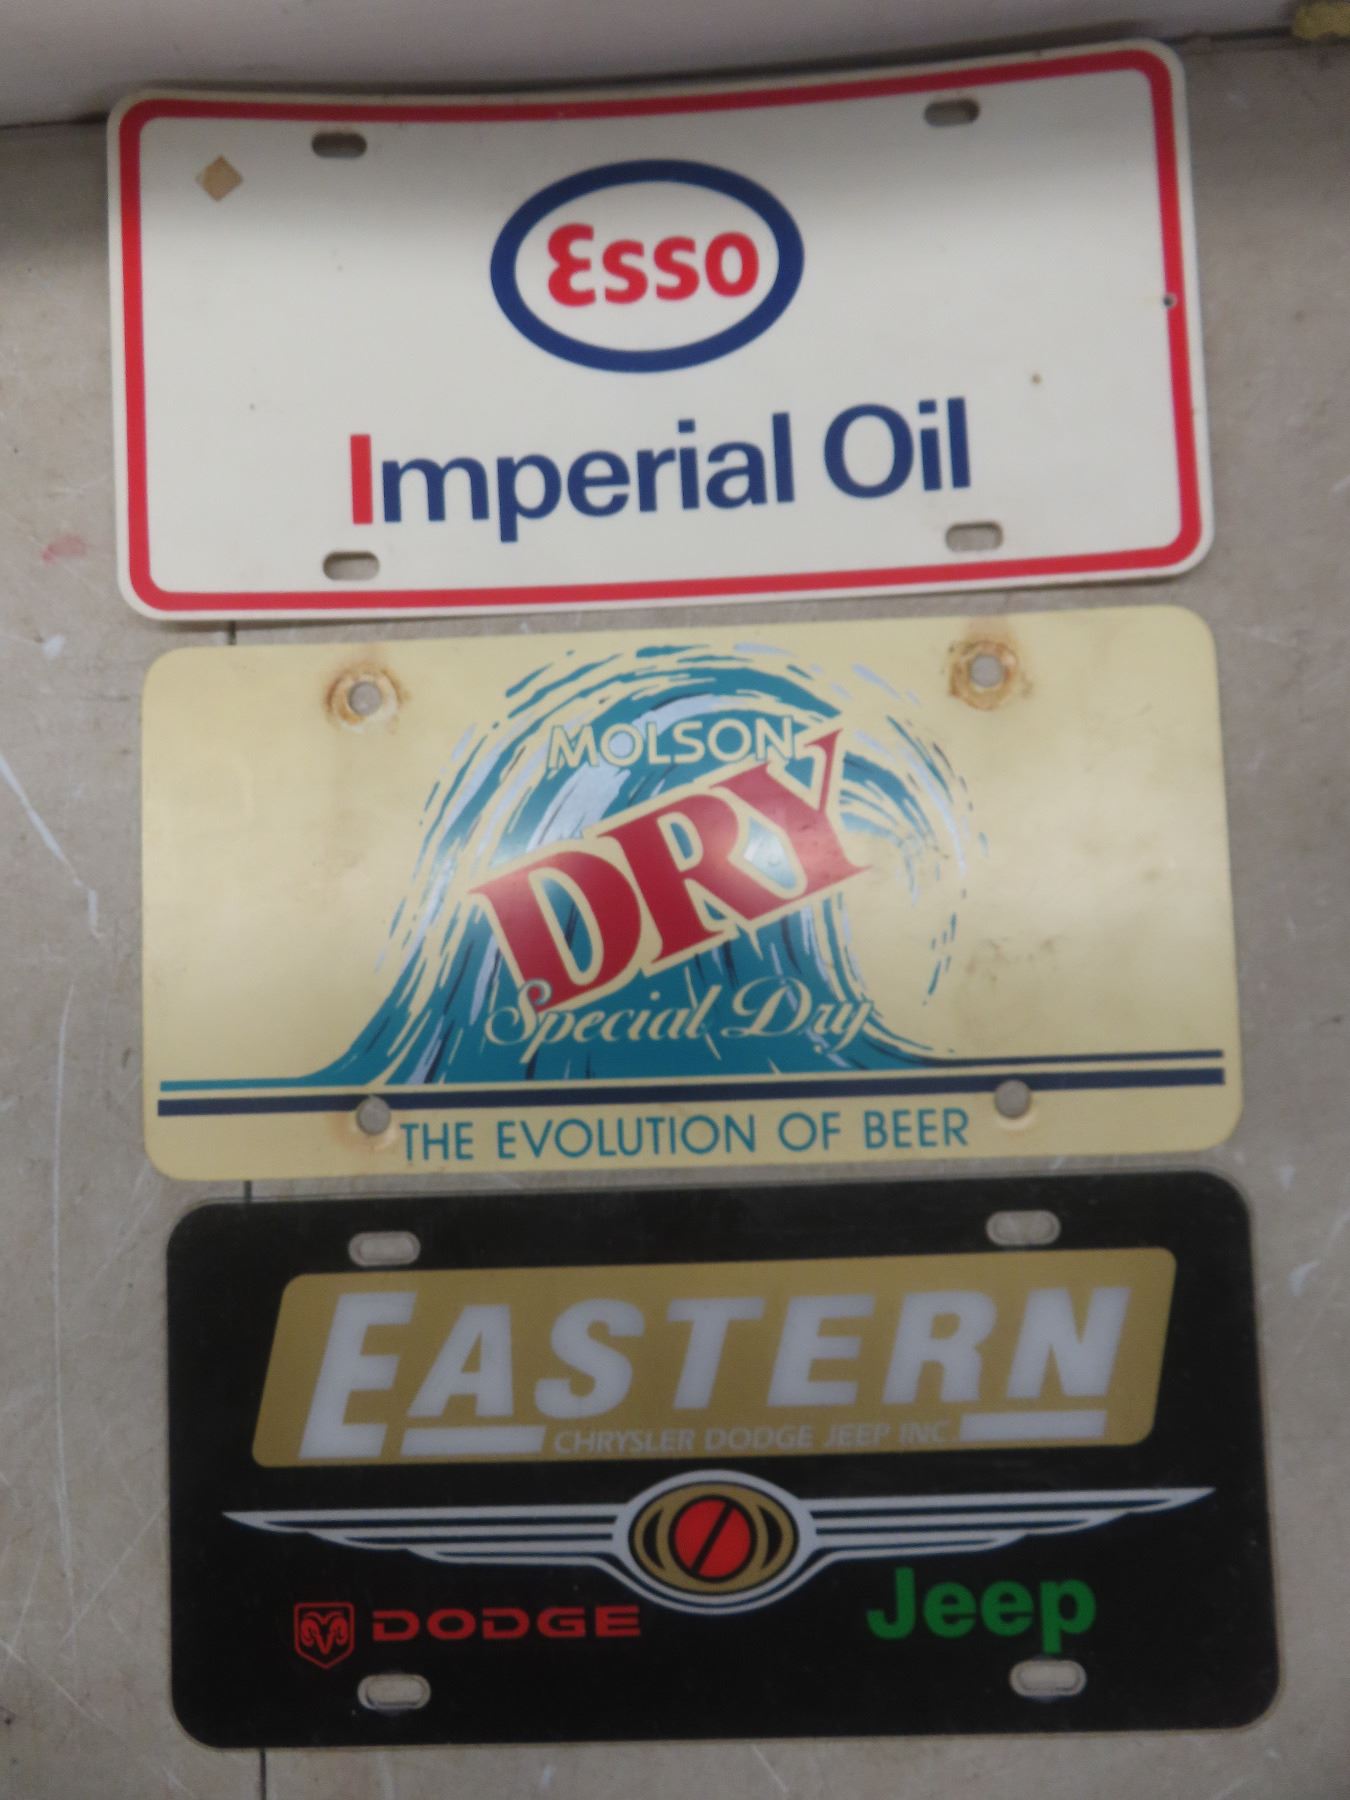 Esso
Imperial Oil
MOLSON
DRY
Special Dry
THE EVOLUTION OF BEER
EASTERN
CHRYSLER DODGE JEEP INC.
DODGE
Jeep